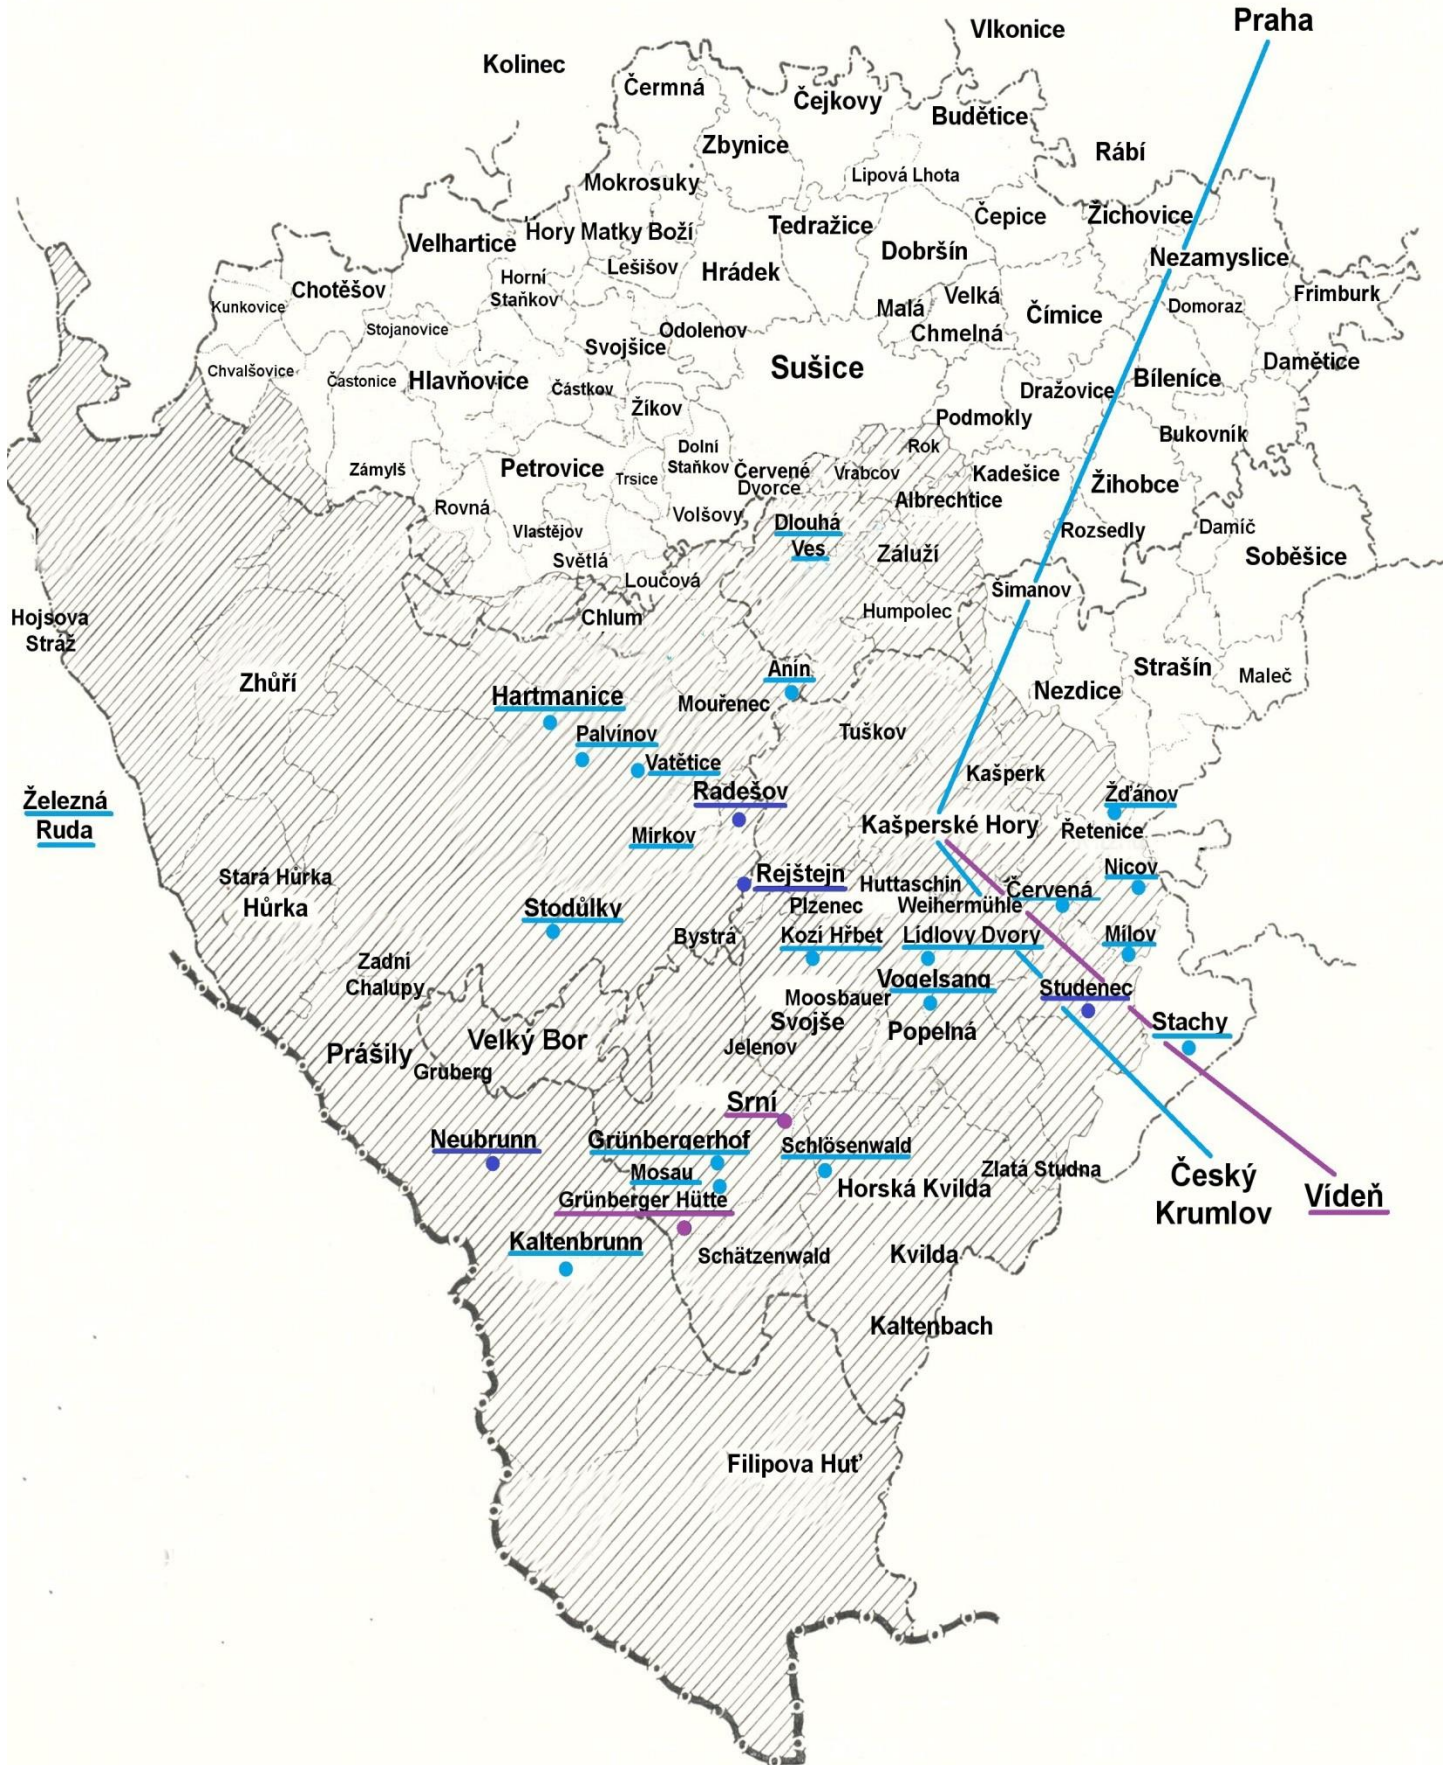 Praha
Vlkonice
Kolinec
Čermná
Čejkovy
Budětice
Zbynice
Rábí
Lipová Lhota
Mokrosuky
Čepice
Žichovice
Tedražice
Hory Matky Boží
Velhartice
Dobršín
Nezamyslice
Lešišov
Hrádek
Horní
Staňkov
Chotěšov
Frimburk
Velká
Malá
Chmelná
Kunkovice
Domoraz
Čímice
Stojanovice
Odolenov
Svojšice
Sušice
Damětice
Chvalšovice
Častonice
Hlavňovice
Částkov
Dražovice
Bíleníce
Žíkov
Podmokly
Bukovník
Rok
Dolní
Staňkov
Zámylš
Petrovice
Trsice
Červené
Dvorce
Vrabcov
Kadešice
Žihobce
Albrechtice
Rovná
Volšovy
Dlouhá
Ves
Vlastějov
Rozsedly
Damíč
Soběšice
Záluží
Světlá
Loučová
Šimanov
Hojsova
Stráž
Chlum
Humpolec
Anín
Strašín
Maleč
Zhůří
Hartmanice
Mouřenec
Nezdice
Palvínov
Tuškov
Vatětice
Kašperk
Radešov
Žďánov
Železná
Ruda
Mirkov
Kašperské Hory
Řetenice
Nicov
Stará Hůrka
Hůrka
Rejštejn
Huttaschin
Červená
Stodůlky
Plzenec
Weihermühle
Bystrá
Kozí Hřbet
Lídlovy Dvory
Milov
Zadní
Chalupy
Vogelsang
Studenec
Moosbauer
Svojše
Stachy
Prášily
Velký Bor
Popelná
Jelenov
Gruberg
Srní
Neubrunn
Grünbergerhof
Schlösenwald
Mosau
Zlatá Studna
Český
Krumlov
Horská Kvilda
Vídeň
Grünberger Hütte
Kaltenbrunn
Schätzenwald
Kvilda
Kaltenbach
Filipova Huť